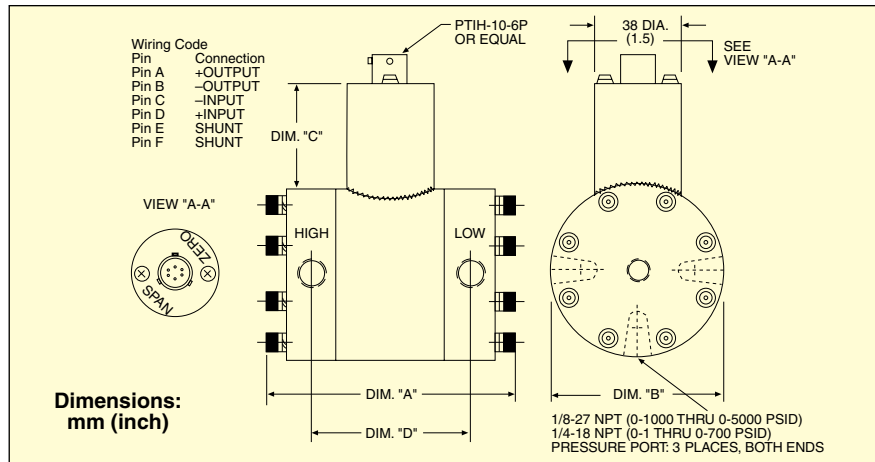 PTIH-10-6P
OR EQUAL
38 DIA.
(1.5)
SEE
VIEW "A-A"
Wiring Code
Pin Connection
Pin A +OUTPUT
Pin B –OUTPUT
Pin C –INPUT
Pin D +INPUT
Pin E SHUNT
Pin F SHUNT
DIM. "C"
VIEW "A-A"
ZERO
SPAN
HIGH
LOW
DIM. "A"
DIM. "D"
DIM. "B"
Dimensions:
mm (inch)
1/8-27 NPT (0-1000 THRU 0-5000 PSID)
1/4-18 NPT (0-1 THRU 0-700 PSID)
PRESSURE PORT: 3 PLACES, BOTH ENDS